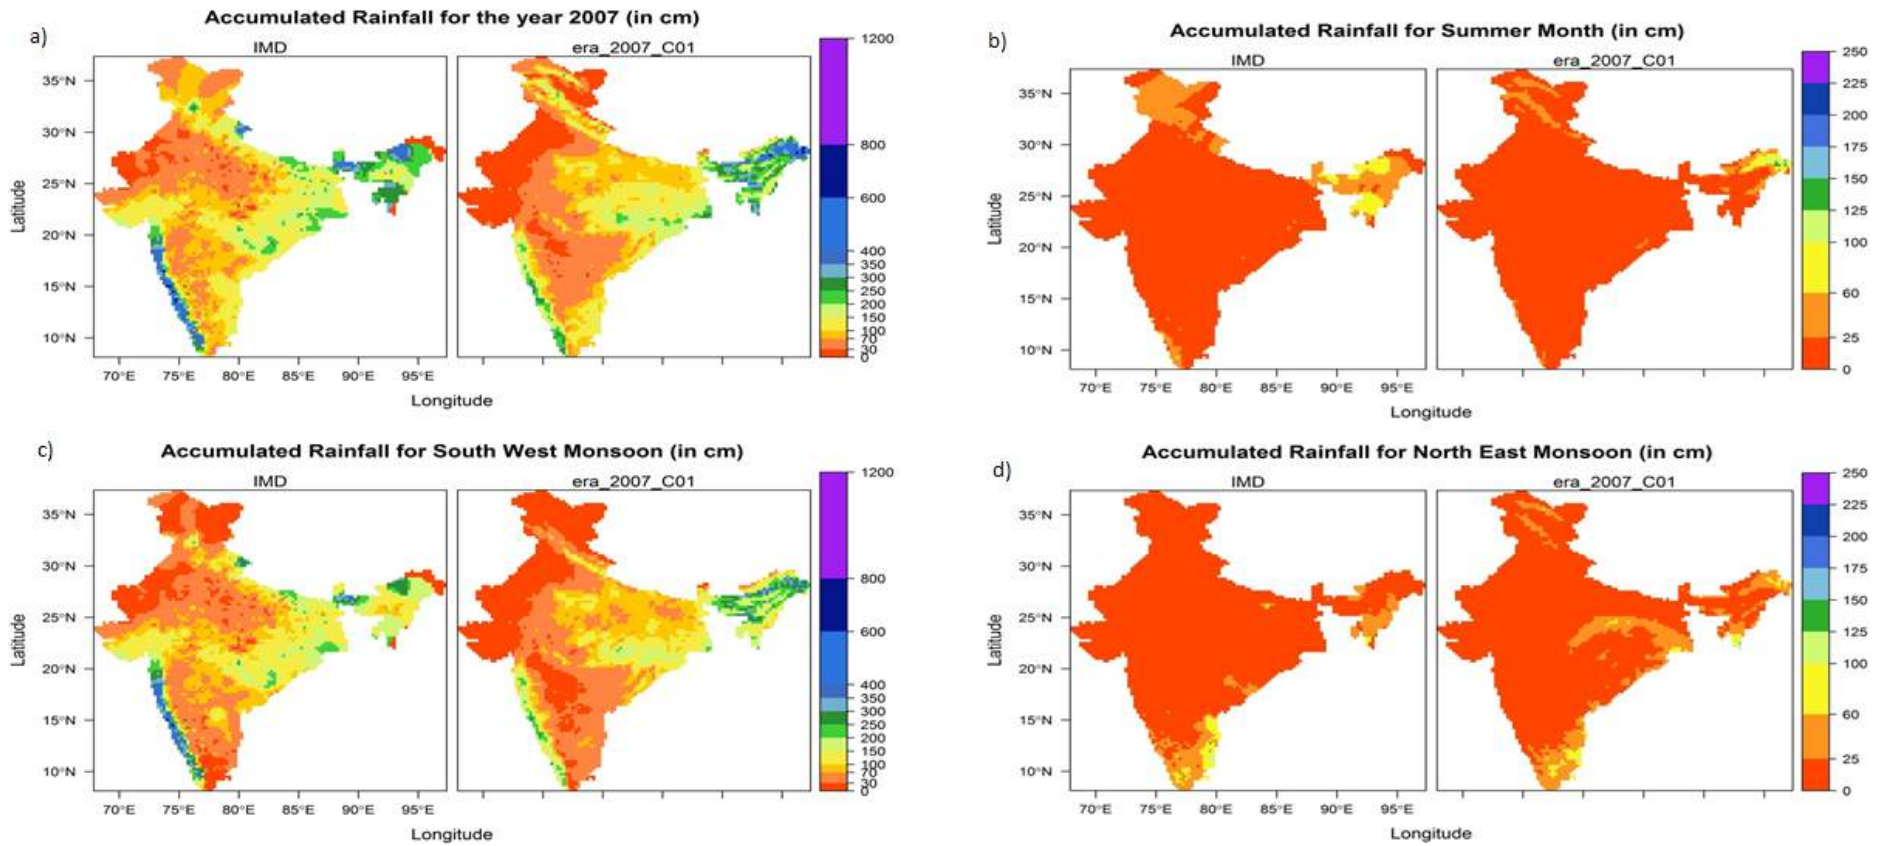 a)
Accumulated Rainfall for the year 2007 (in cm)
IMD
era_2007_C01
35°N
30°N
25°N
20°N
15°N
10°N
Latitude
70°E 75°E 80°E 85°E 90°E 95°E
Longitude
1200
800
600
400
350
300
250
200
150
100
70
30
0
b)
Accumulated Rainfall for Summer Month (in cm)
IMD
era_2007_C01
35°N
30°N
25°N
20°N
15°N
10°N
Latitude
70°E 75°E 80°E 85°E 90°E 95°E
Longitude
250
225
200
175
150
125
100
60
25
0
c)
Accumulated Rainfall for South West Monsoon (in cm)
IMD
era_2007_C01
35°N
30°N
25°N
20°N
15°N
10°N
Latitude
70°E 75°E 80°E 85°E 90°E 95°E
Longitude
1200
800
600
400
350
300
250
200
150
100
70
30
0
d)
Accumulated Rainfall for North East Monsoon (in cm)
IMD
era_2007_C01
35°N
30°N
25°N
20°N
15°N
10°N
Latitude
70°E 75°E 80°E 85°E 90°E 95°E
Longitude
250
225
200
175
150
125
100
60
25
0